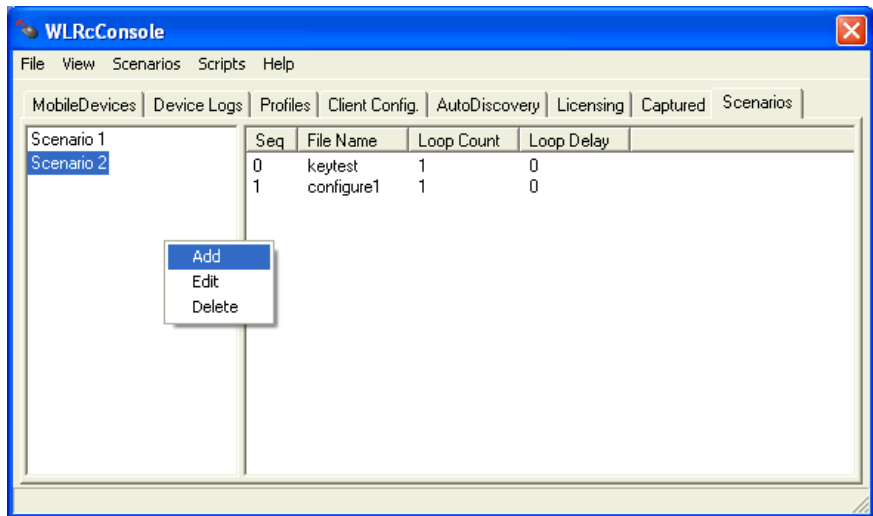 WLRcConsole
File View Scenarios Scripts Help
MobileDevices Device Logs Profiles Client Config. AutoDiscovery Licensing Captured Scenarios
Scenario 1
Scenario 2
Seq File Name Loop Count Loop Delay
0 keytest 1 0
1 configure1 1 0
Add
Edit
Delete